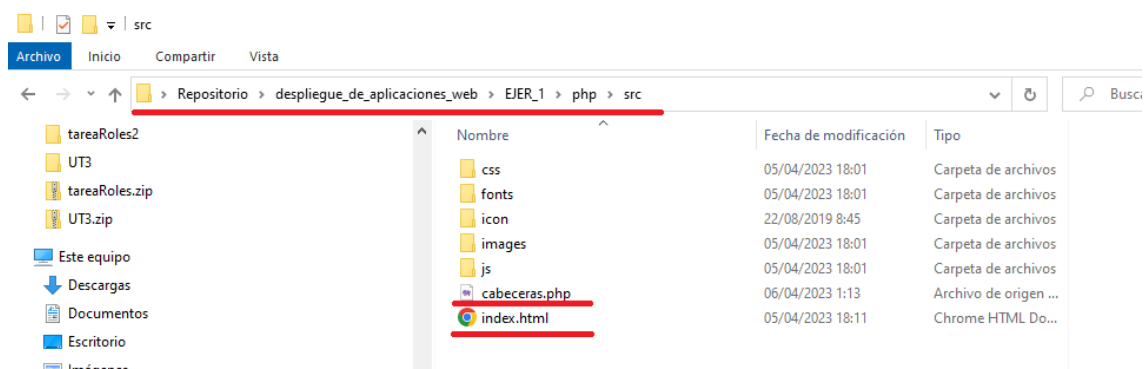 src
Archivo Inicio Compartir Vista
Repositorio > despliegue_de_aplicaciones_web > EJER_1 > php > src
Busca
tareaRoles2
UT3
tareaRoles.zip
UT3.zip
Este equipo
Descargas
Documentos
Escritorio
Nombre Fecha de modificación Tipo
css 05/04/2023 18:01 Carpeta de archivos
fonts 05/04/2023 18:01 Carpeta de archivos
icon 22/08/2019 8:45 Carpeta de archivos
images 05/04/2023 18:01 Carpeta de archivos
js 05/04/2023 18:01 Carpeta de archivos
cabeceras.php 06/04/2023 1:13 Archivo de origen ...
index.html 05/04/2023 18:11 Chrome HTML Do...